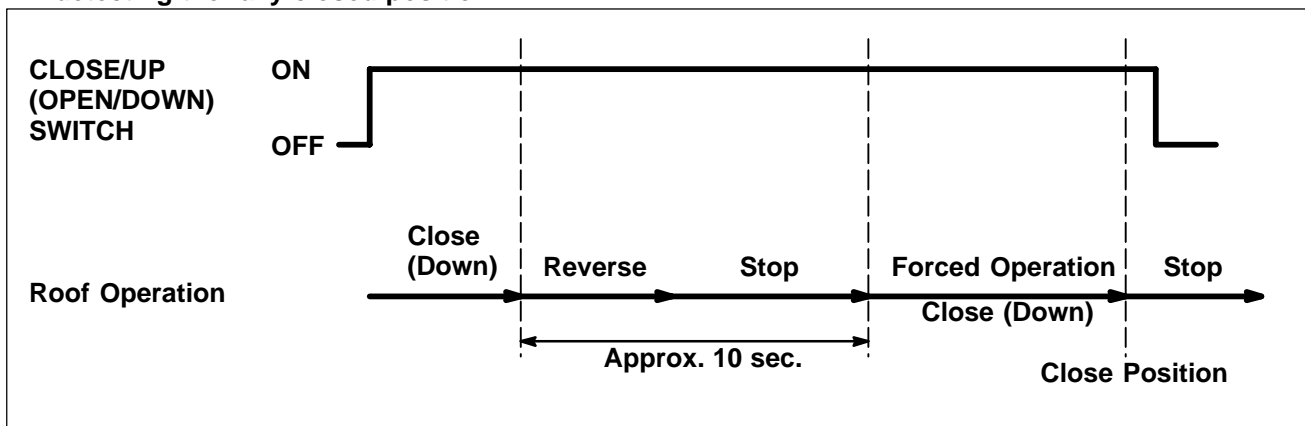 CLOSE/UP
(OPEN/DOWN)
SWITCH
ON
OFF
Close
(Down)
Reverse
Stop
Forced Operation
Close (Down)
Stop
Roof Operation
Approx. 10 sec.
Close Position